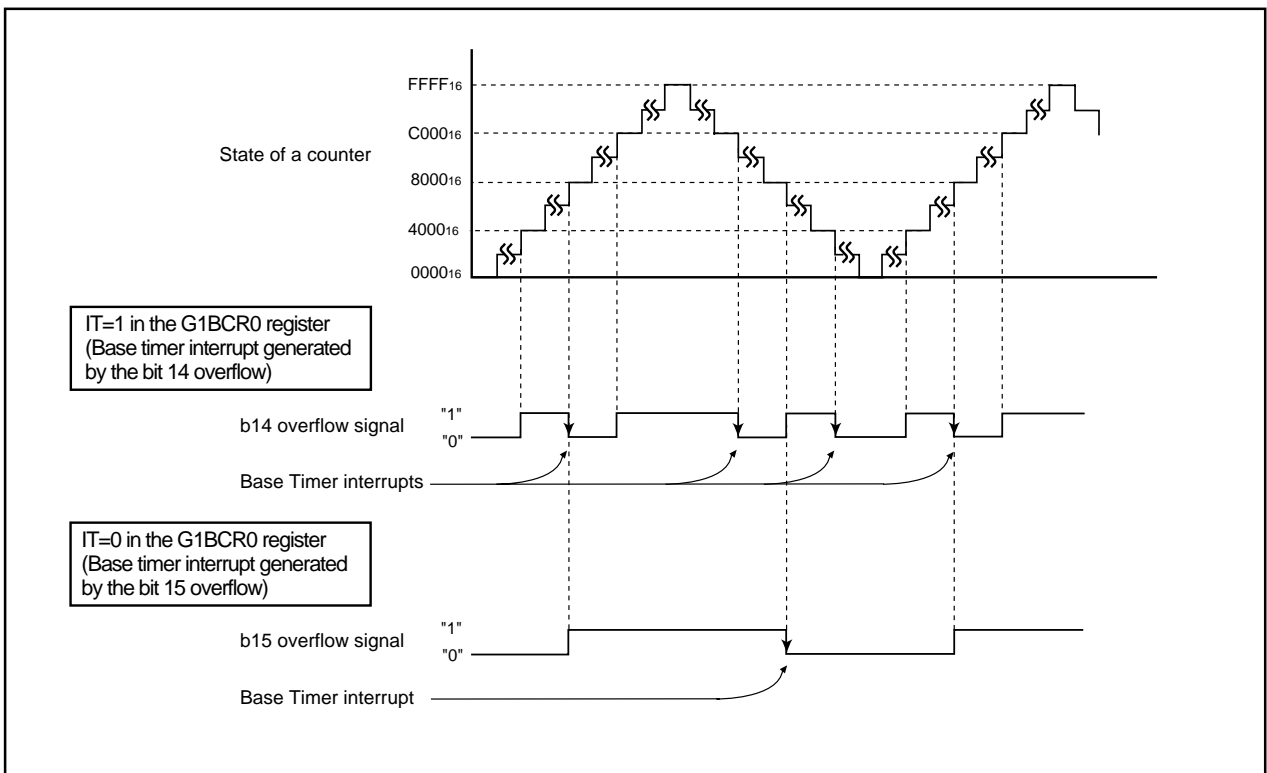 FFFF16
C00016
State of a counter
800016
400016
000016
IT=1 in the G1BCR0 register
(Base timer interrupt generated
by the bit 14 overflow)
"1"
b14 overflow signal
"0"
Base Timer interrupts
IT=0 in the G1BCR0 register
(Base timer interrupt generated
by the bit 15 overflow)
"1"
b15 overflow signal
"0"
Base Timer interrupt